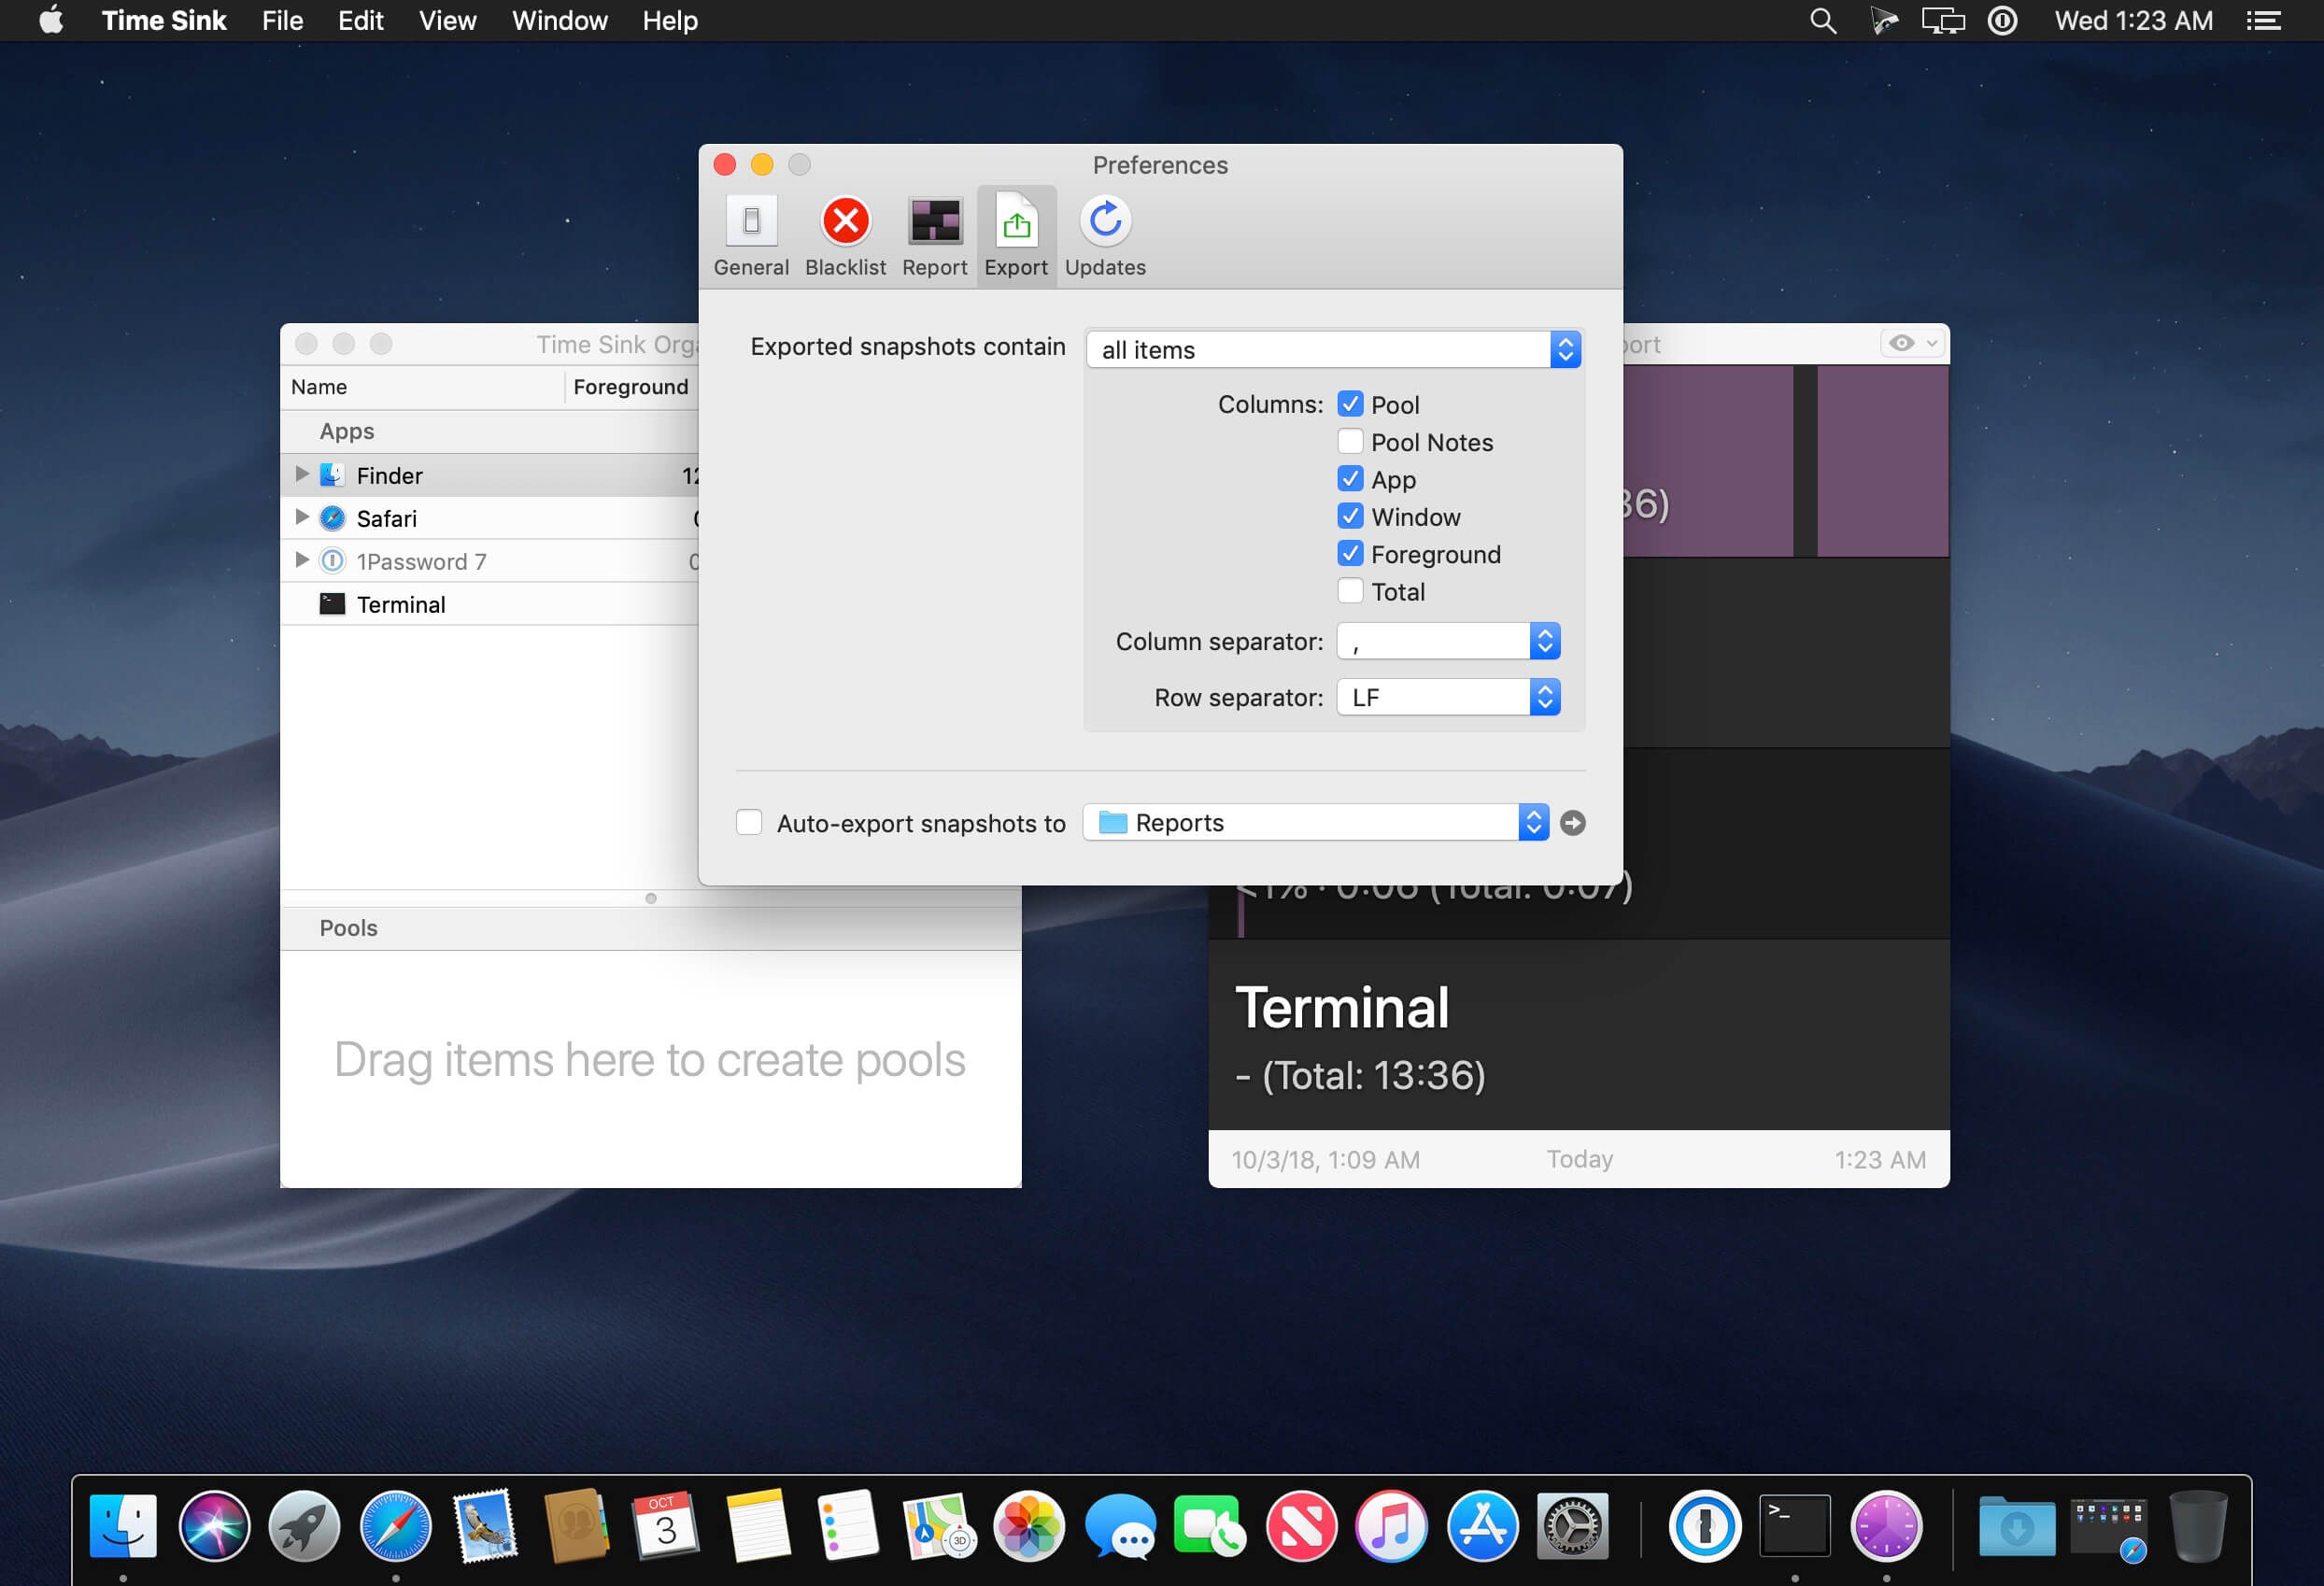 Time Sink File Edit View Window Help Wed 1:23 AM
Preferences
General Blacklist Report Export Updates
Exported snapshots contain all items
Columns: Pool
Pool Notes
App
Window
Foreground
Total
Column separator: ,
Row separator: LF
Auto-export snapshots to Reports
Time Sink Orga
Name Foreground
Apps
Finder 12
Safari
1Password 7
Terminal
Pools
Drag items here to create pools
36)
<1% · 0:06 (Total: 0:07)
Terminal
- (Total: 13:36)
10/3/18, 1:09 AM Today 1:23 AM
OCT
3
3D
>_